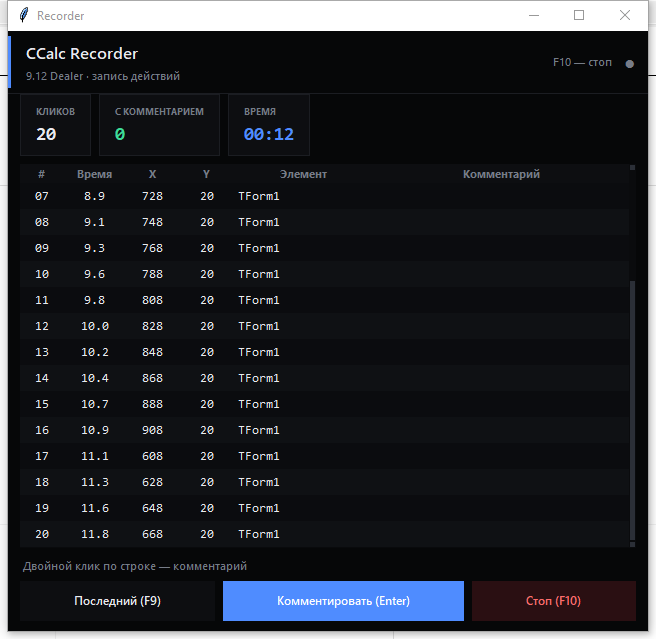 Recorder
CCalc Recorder
9.12 Dealer · запись действий
F10 — стоп
КЛИКОВ
20
С КОММЕНТАРИЕМ
0
ВРЕМЯ
00:12
# Время X Y Элемент Комментарий
07 8.9 728 20 TForm1
08 9.1 748 20 TForm1
09 9.3 768 20 TForm1
10 9.6 788 20 TForm1
11 9.8 808 20 TForm1
12 10.0 828 20 TForm1
13 10.2 848 20 TForm1
14 10.4 868 20 TForm1
15 10.7 888 20 TForm1
16 10.9 908 20 TForm1
17 11.1 608 20 TForm1
18 11.3 628 20 TForm1
19 11.6 648 20 TForm1
20 11.8 668 20 TForm1
Двойной клик по строке — комментарий
Последний (F9)
Комментировать (Enter)
Стоп (F10)